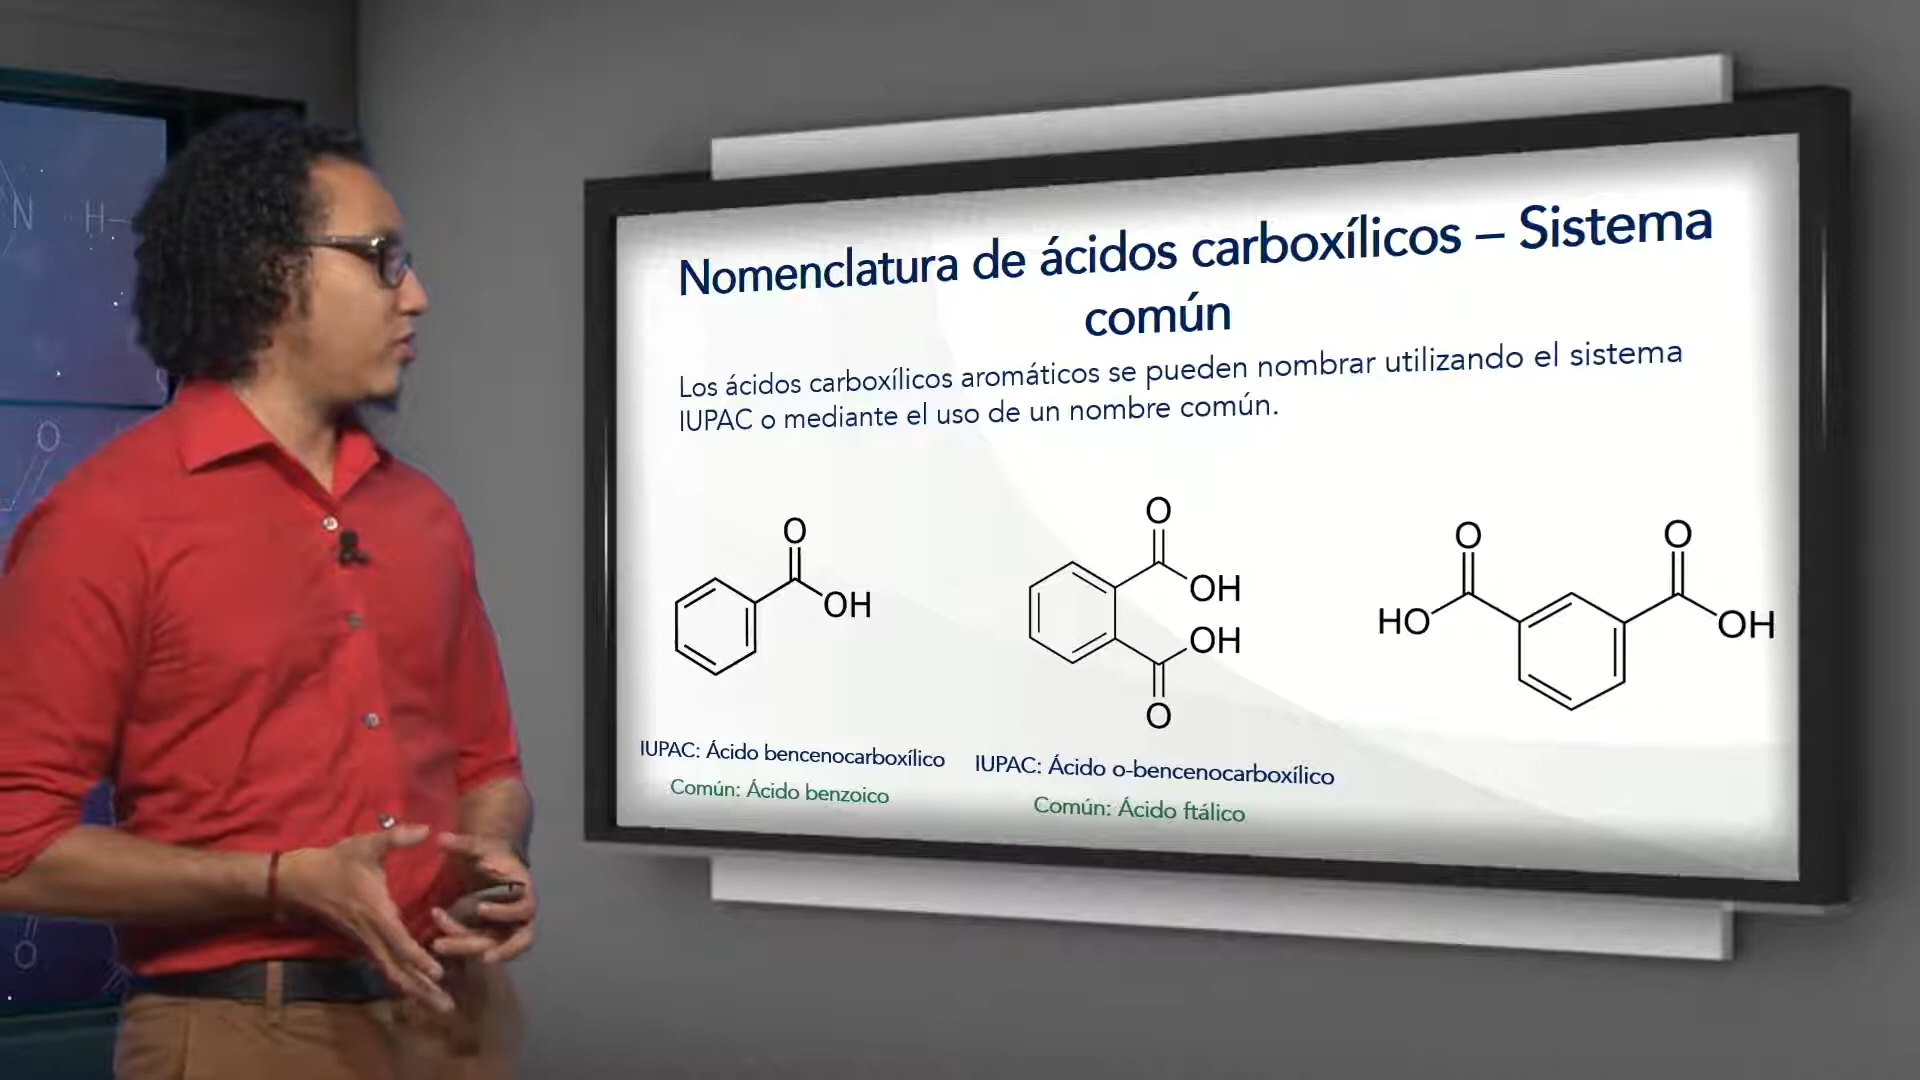 Nomenclatura de ácidos carboxílicos – Sistema
común
Los ácidos carboxílicos aromáticos se pueden nombrar utilizando el sistema
IUPAC o mediante el uso de un nombre común.
O
OH
O
OH
OH
O
O
HO
O
OH
IUPAC: Ácido bencenocarboxílico
Común: Ácido benzoico
IUPAC: Ácido o-bencenocarboxílico
Común: Ácido ftálico
N H
O
O